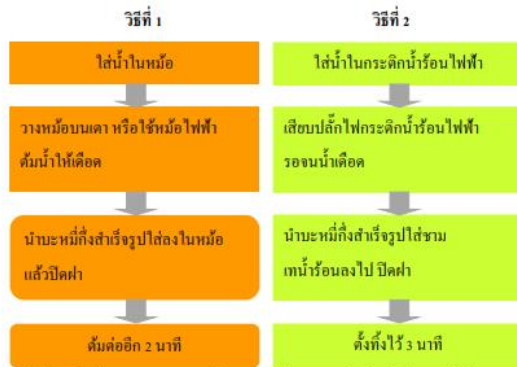 วิธีที่ 1
ใส่น้ำในหม้อ
วางหม้อบนเตา หรือใช้หม้อไฟฟ้า
ต้มน้ำให้เดือด
นำบะหมี่กึ่งสำเร็จรูปใส่ลงในหม้อ
แล้วปิดฝา
ต้มต่ออีก 2 นาที
วิธีที่ 2
ใส่น้ำในกระติกน้ำร้อนไฟฟ้า
เสียบปลั๊กไฟกระติกน้ำร้อนไฟฟ้า
รอจนน้ำเดือด
นำบะหมี่กึ่งสำเร็จรูปใส่ชาม
เทน้ำร้อนลงไป ปิดฝา
ตั้งทิ้งไว้ 3 นาที